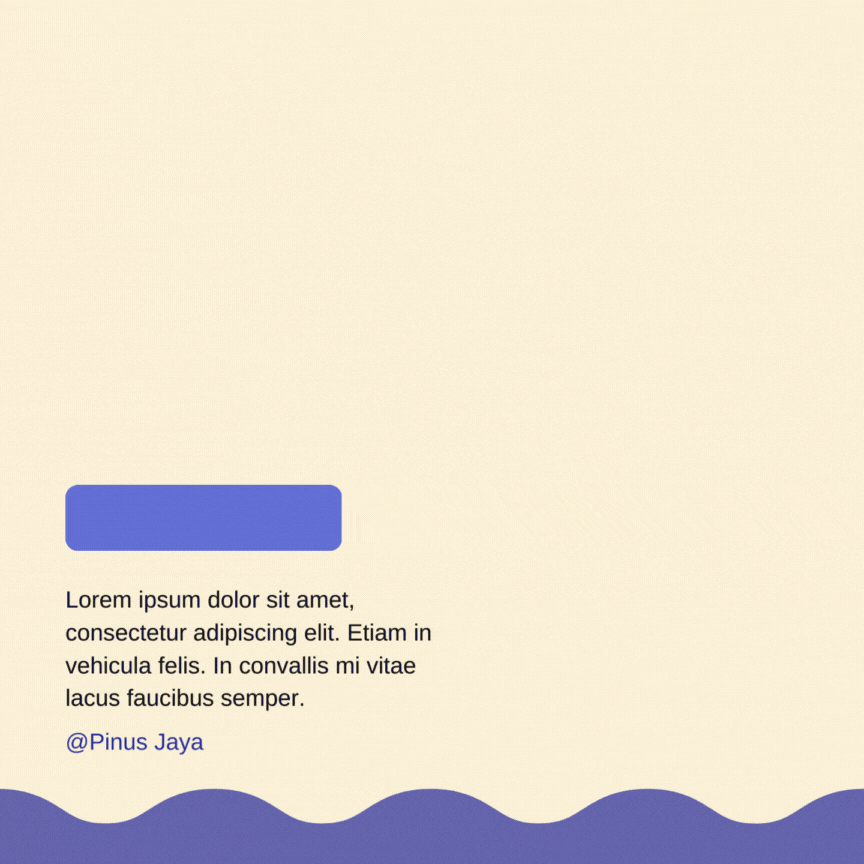 Lorem ipsum dolor sit amet,
consectetur adipiscing elit. Etiam in
vehicula felis. In convallis mi vitae
lacus faucibus semper.
@Pinus Jaya